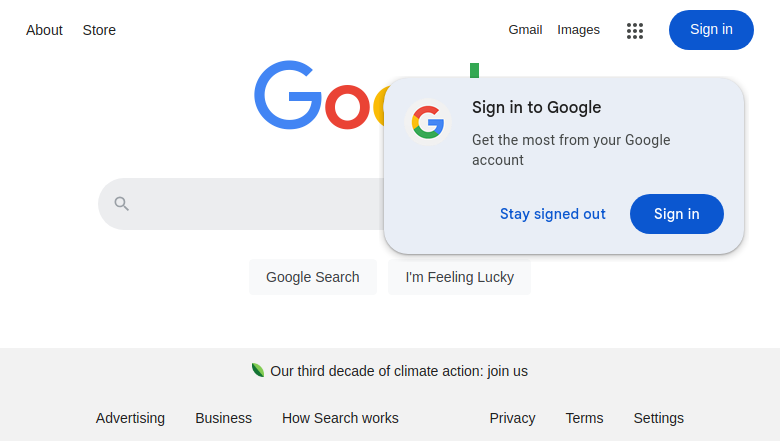 About Store Gmail Images Sign in
Sign in to Google
Get the most from your Google
account
Stay signed out Sign in
Google Search I'm Feeling Lucky
Our third decade of climate action: join us
Advertising Business How Search works Privacy Terms Settings